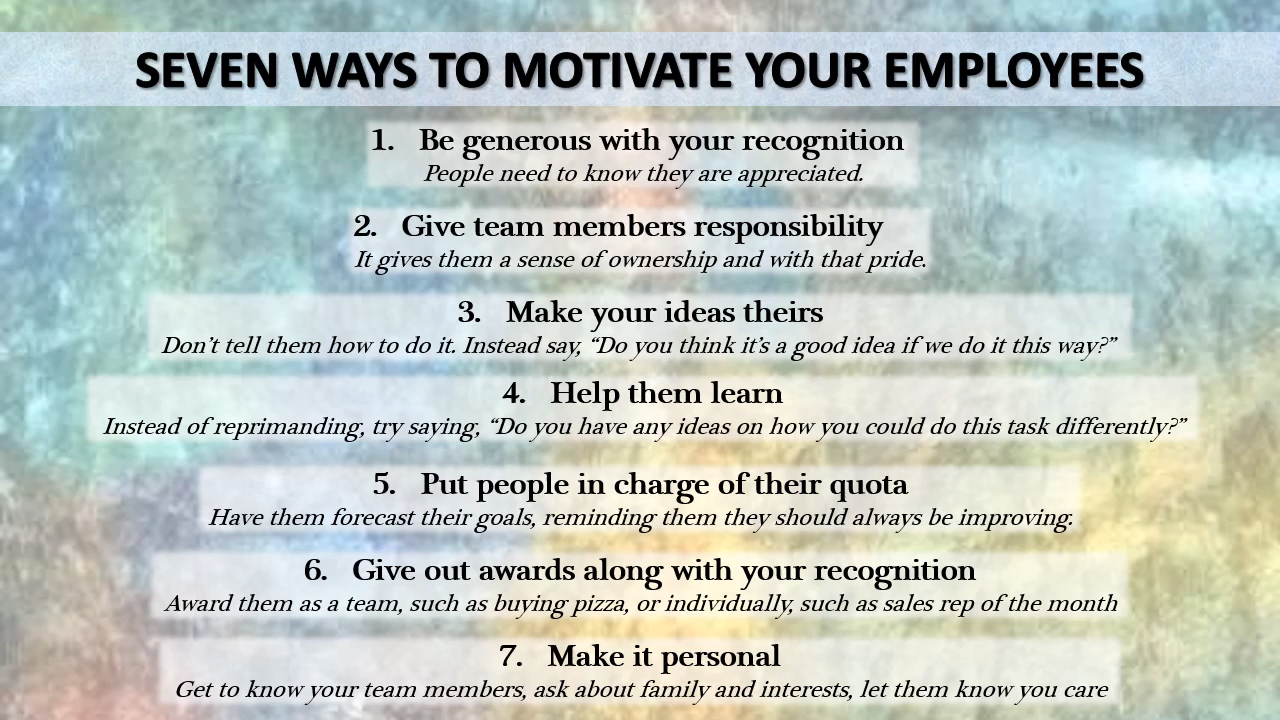 SEVEN WAYS TO MOTIVATE YOUR EMPLOYEES
1. Be generous with your recognition
People need to know they are appreciated.
2. Give team members responsibility
It gives them a sense of ownership and with that pride.
3. Make your ideas theirs
Don’t tell them how to do it. Instead say, “Do you think it’s a good idea if we do it this way?”
4. Help them learn
Instead of reprimanding, try saying, “Do you have any ideas on how you could do this task differently?”
5. Put people in charge of their quota
Have them forecast their goals, reminding them they should always be improving.
6. Give out awards along with your recognition
Award them as a team, such as buying pizza, or individually, such as sales rep of the month
7. Make it personal
Get to know your team members, ask about family and interests, let them know you care